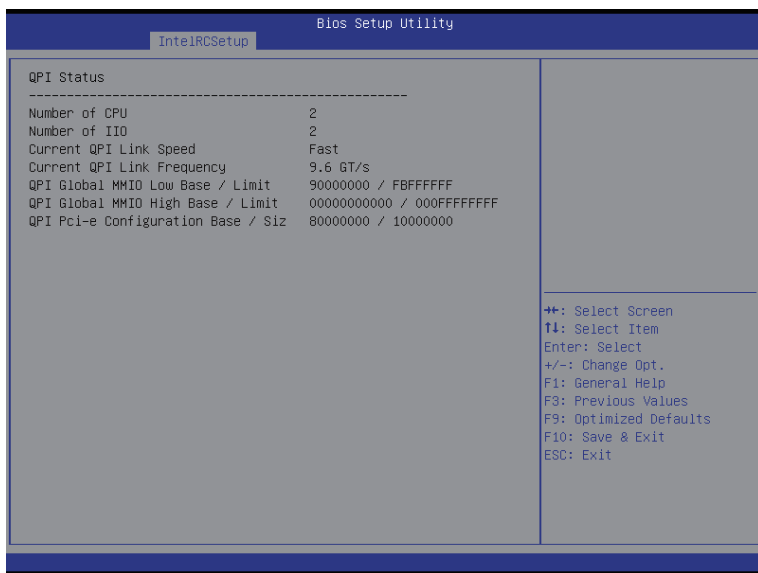 Bios Setup Utility
IntelRCSetup
QPI Status
--------------------------------------------------
Number of CPU 2
Number of IIO 2
Current QPI Link Speed Fast
Current QPI Link Frequency 9.6 GT/s
QPI Global MMIO Low Base / Limit 90000000 / FBFFFFFF
QPI Global MMIO High Base / Limit 00000000000 / 000FFFFFFFF
QPI Pci-e Configuration Base / Siz 80000000 / 10000000
→←: Select Screen
↑↓: Select Item
Enter: Select
+/-: Change Opt.
F1: General Help
F3: Previous Values
F9: Optimized Defaults
F10: Save & Exit
ESC: Exit